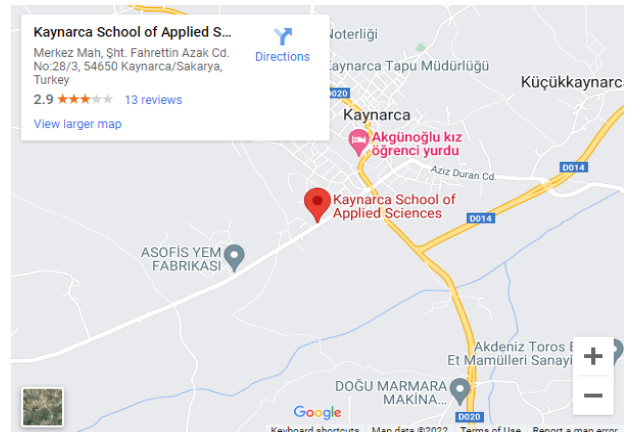 Kaynarca School of Applied S...
Merkez Mah, Şht. Fahrettin Azak Cd.
No:28/3, 54650 Kaynarca/Sakarya,
Turkey
2.9
13 reviews
View larger map
Directions
Noterliği
Kaynarca Tapu Müdürlüğü
D020
Küçükkaynarca
Kaynarca
Akgünoğlu kız
öğrenci yurdu
D014
Aziz Duran Cd.
Kaynarca School of
Applied Sciences
D014
ASOFİS YEM
FABRIKASI
Akdeniz Toros
Et Mamülleri Sanayi
DOĞU MARMARA
MAKİNA...
D020
+
−
Google
Keyboard shortcuts
Map data ©2022
Terms of Use
Report a map error